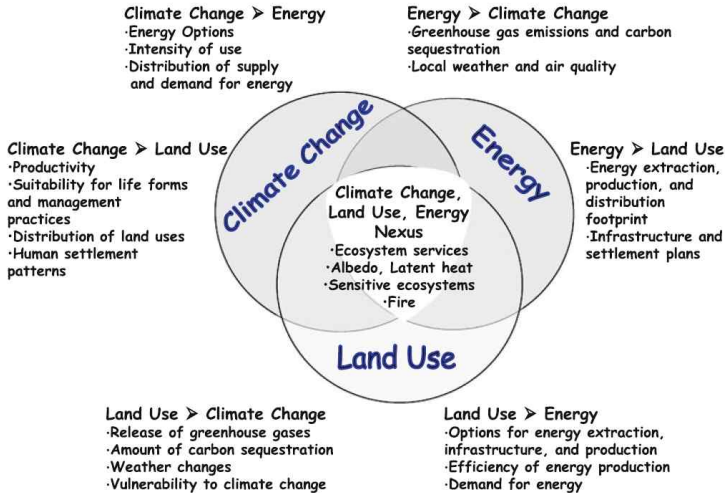 Climate Change ➢ Energy
·Energy Options
·Intensity of use
·Distribution of supply
and demand for energy
Energy ➢ Climate Change
·Greenhouse gas emissions and carbon
sequestration
·Local weather and air quality
Climate Change ➢ Land Use
·Productivity
·Suitability for life forms
and management
practices
·Distribution of land uses
·Human settlement
patterns
Climate Change
Energy
Energy ➢ Land Use
·Energy extraction,
production, and
distribution
footprint
·Infrastructure and
settlement plans
Climate Change,
Land Use, Energy
Nexus
·Ecosystem services
·Albedo, Latent heat
·Sensitive ecosystems
·Fire
Land Use
Land Use ➢ Climate Change
·Release of greenhouse gases
·Amount of carbon sequestration
·Weather changes
·Vulnerability to climate change
Land Use ➢ Energy
·Options for energy extraction,
infrastructure, and production
·Efficiency of energy production
·Demand for energy